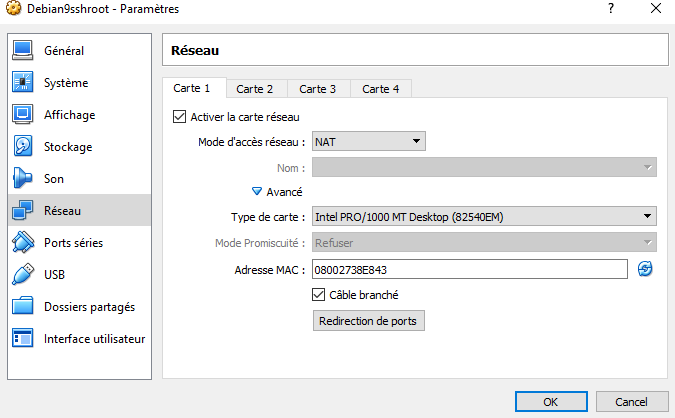 Debian9sshroot - Paramètres
?
Général
Système
Affichage
Stockage
Son
Réseau
Ports séries
USB
Dossiers partagés
Interface utilisateur
Réseau
Carte 1 Carte 2 Carte 3 Carte 4
Activer la carte réseau
Mode d'accès réseau : NAT
Nom :
Avancé
Type de carte : Intel PRO/1000 MT Desktop (82540EM)
Mode Promiscuité : Refuser
Adresse MAC : 08002738E843
Câble branché
Redirection de ports
OK Cancel